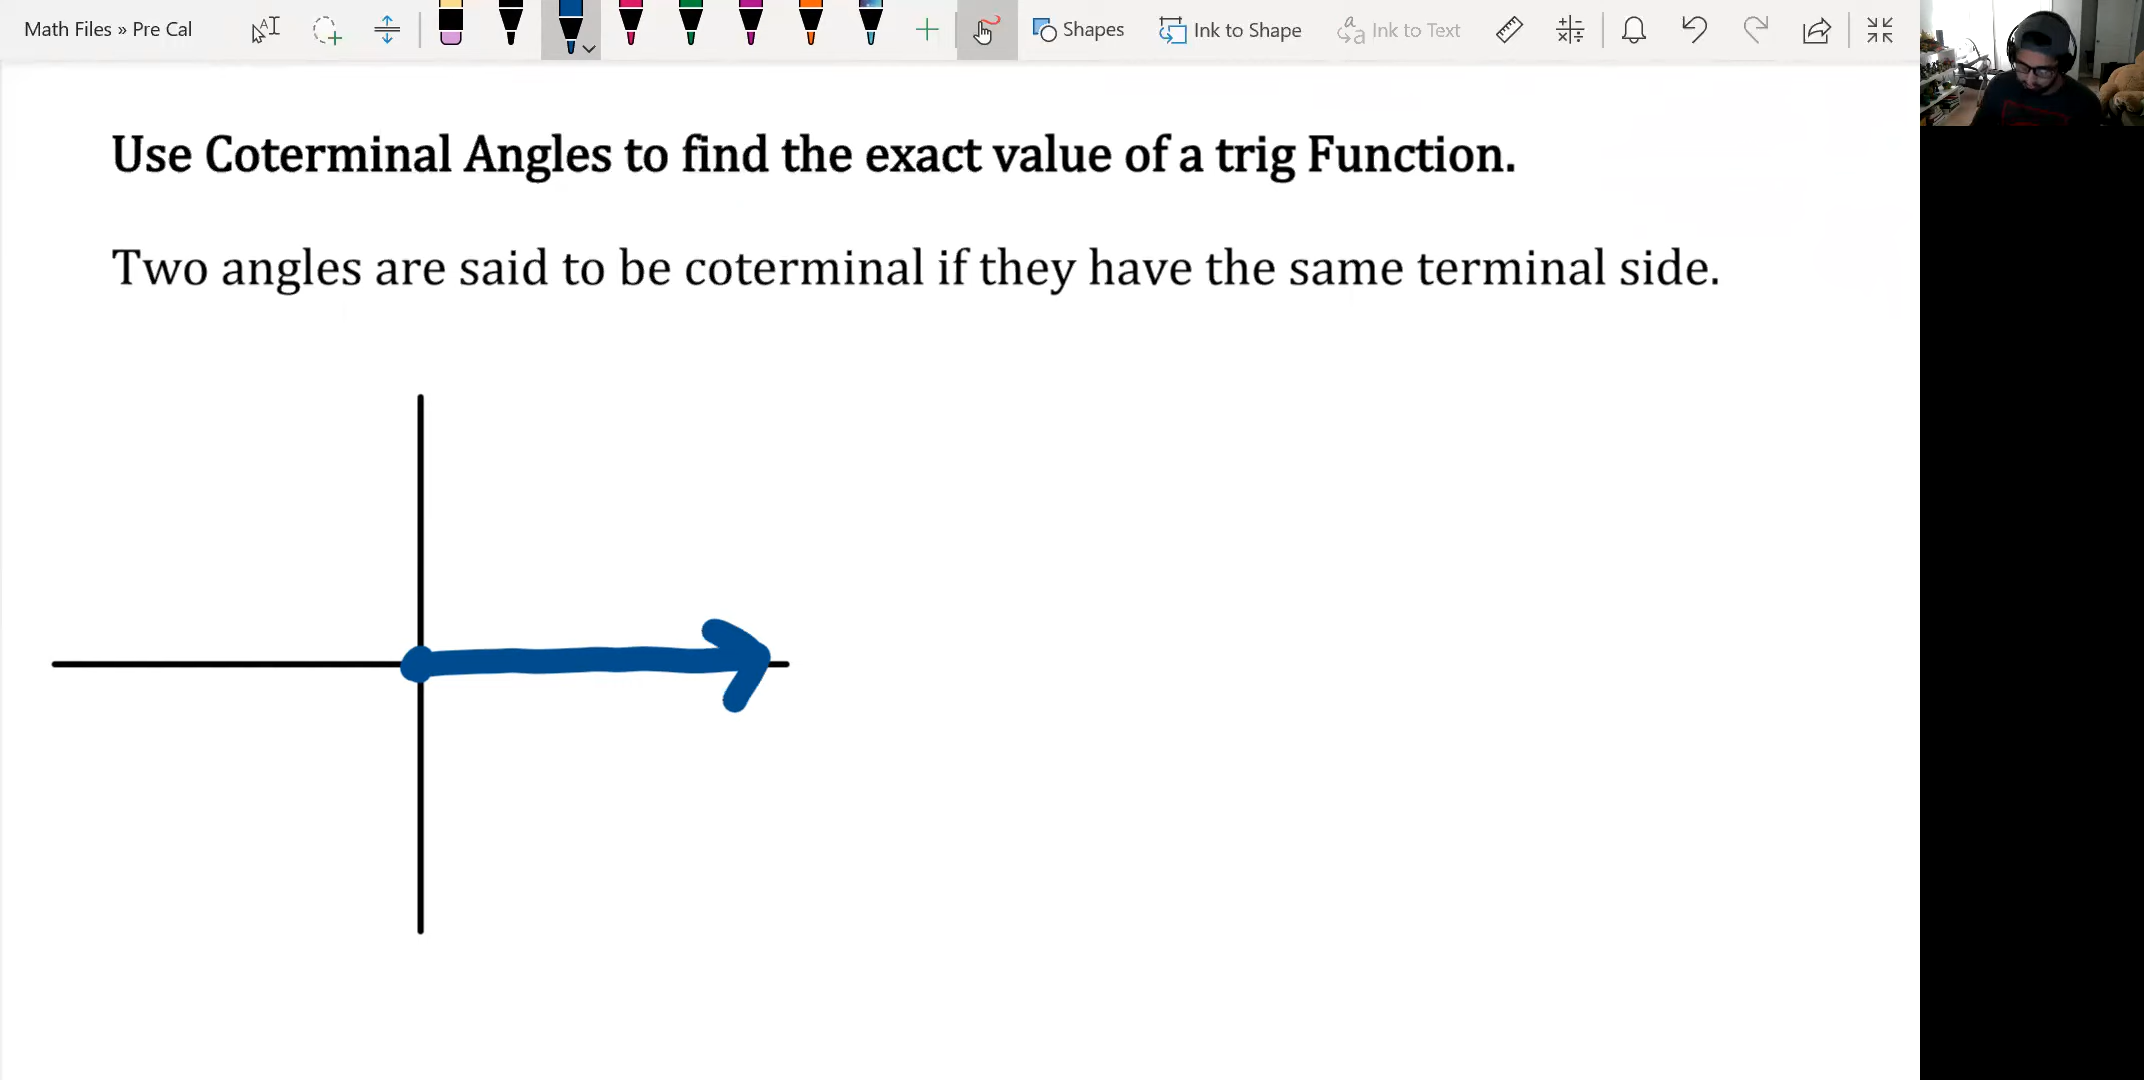 Math Files » Pre Cal
Shapes
Ink to Shape
Ink to Text
Use Coterminal Angles to find the exact value of a trig Function.
Two angles are said to be coterminal if they have the same terminal side.